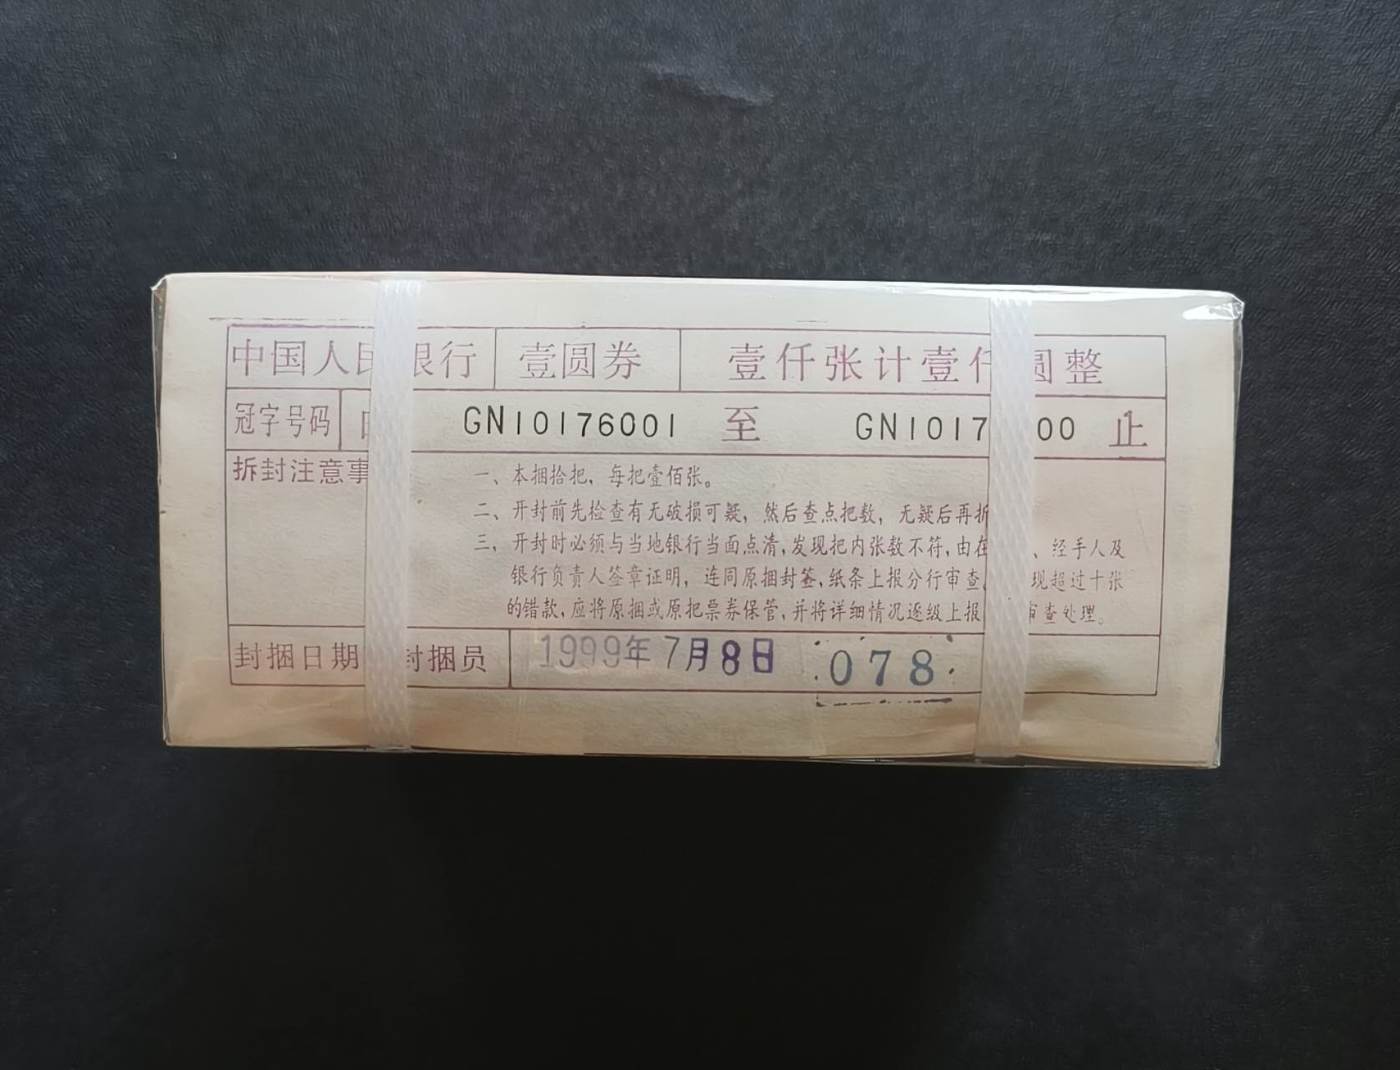 中国人民银行 壹圆券 壹仟张计壹仟圆整
冠字号码 GN10176001 至 GN1017 00 止
拆封注意事
一、本捆拾把，每把壹佰张。
二、开封前先检查有无破损可疑，然后查点把数，无疑后再拆
三、开封时必须与当地银行当面点清，发现把内张数不符，由在 、经手人及
银行负责人签章证明，连同原捆封签，纸条上报分行审查。 现超过十张
的错款，应将原捆或原把票券保管，并将详细情况逐级上报 审查处理。
封捆日期 封捆员 1999年7月8日 078